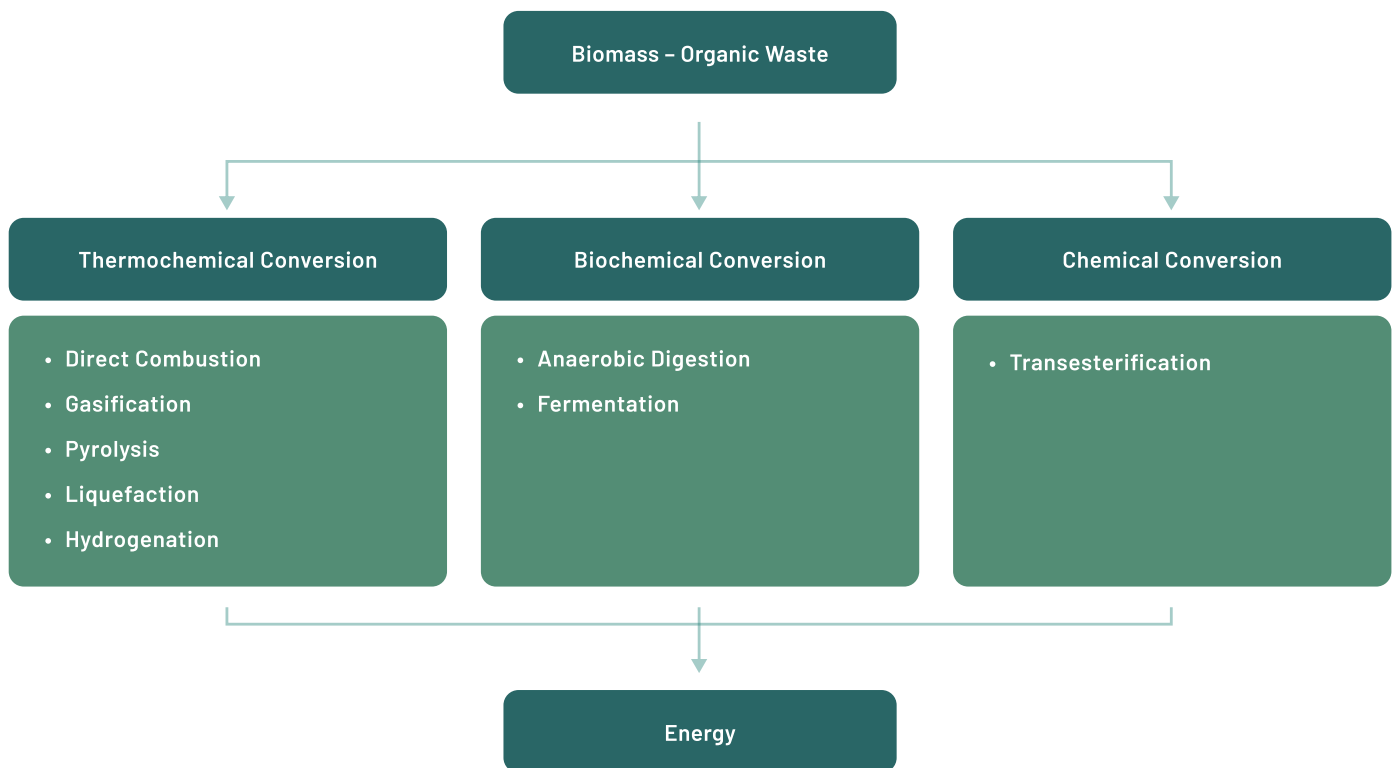 Biomass – Organic Waste
Thermochemical Conversion
• Direct Combustion
• Gasification
• Pyrolysis
• Liquefaction
• Hydrogenation
Biochemical Conversion
• Anaerobic Digestion
• Fermentation
Chemical Conversion
• Transesterification
Energy